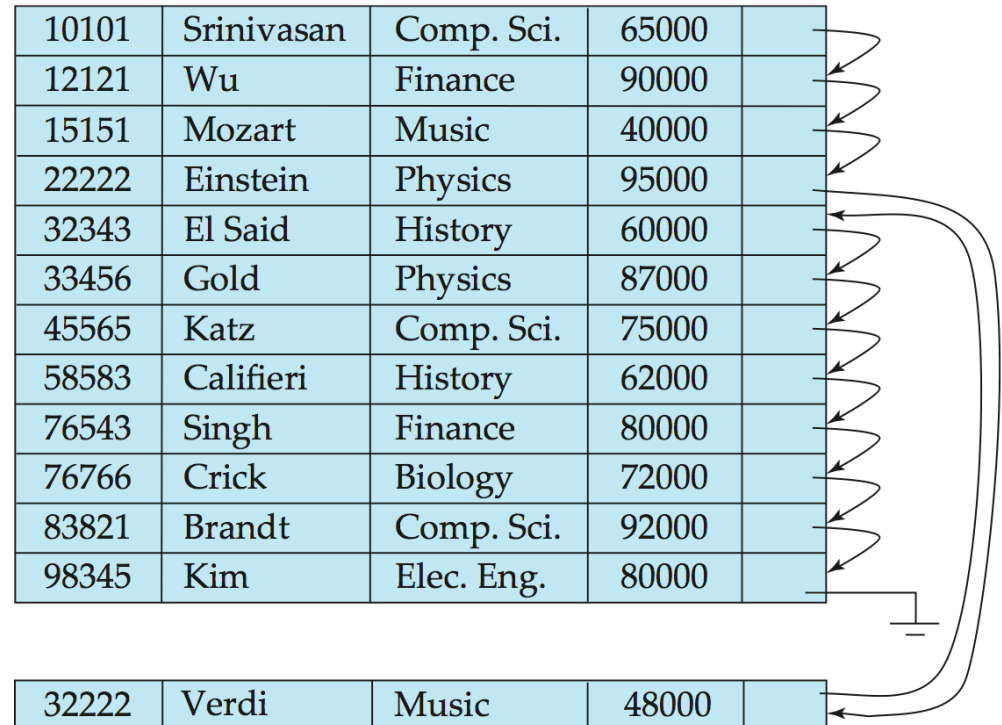 10101 Srinivasan Comp. Sci. 65000
12121 Wu Finance 90000
15151 Mozart Music 40000
22222 Einstein Physics 95000
32343 El Said History 60000
33456 Gold Physics 87000
45565 Katz Comp. Sci. 75000
58583 Califieri History 62000
76543 Singh Finance 80000
76766 Crick Biology 72000
83821 Brandt Comp. Sci. 92000
98345 Kim Elec. Eng. 80000
32222 Verdi Music 48000